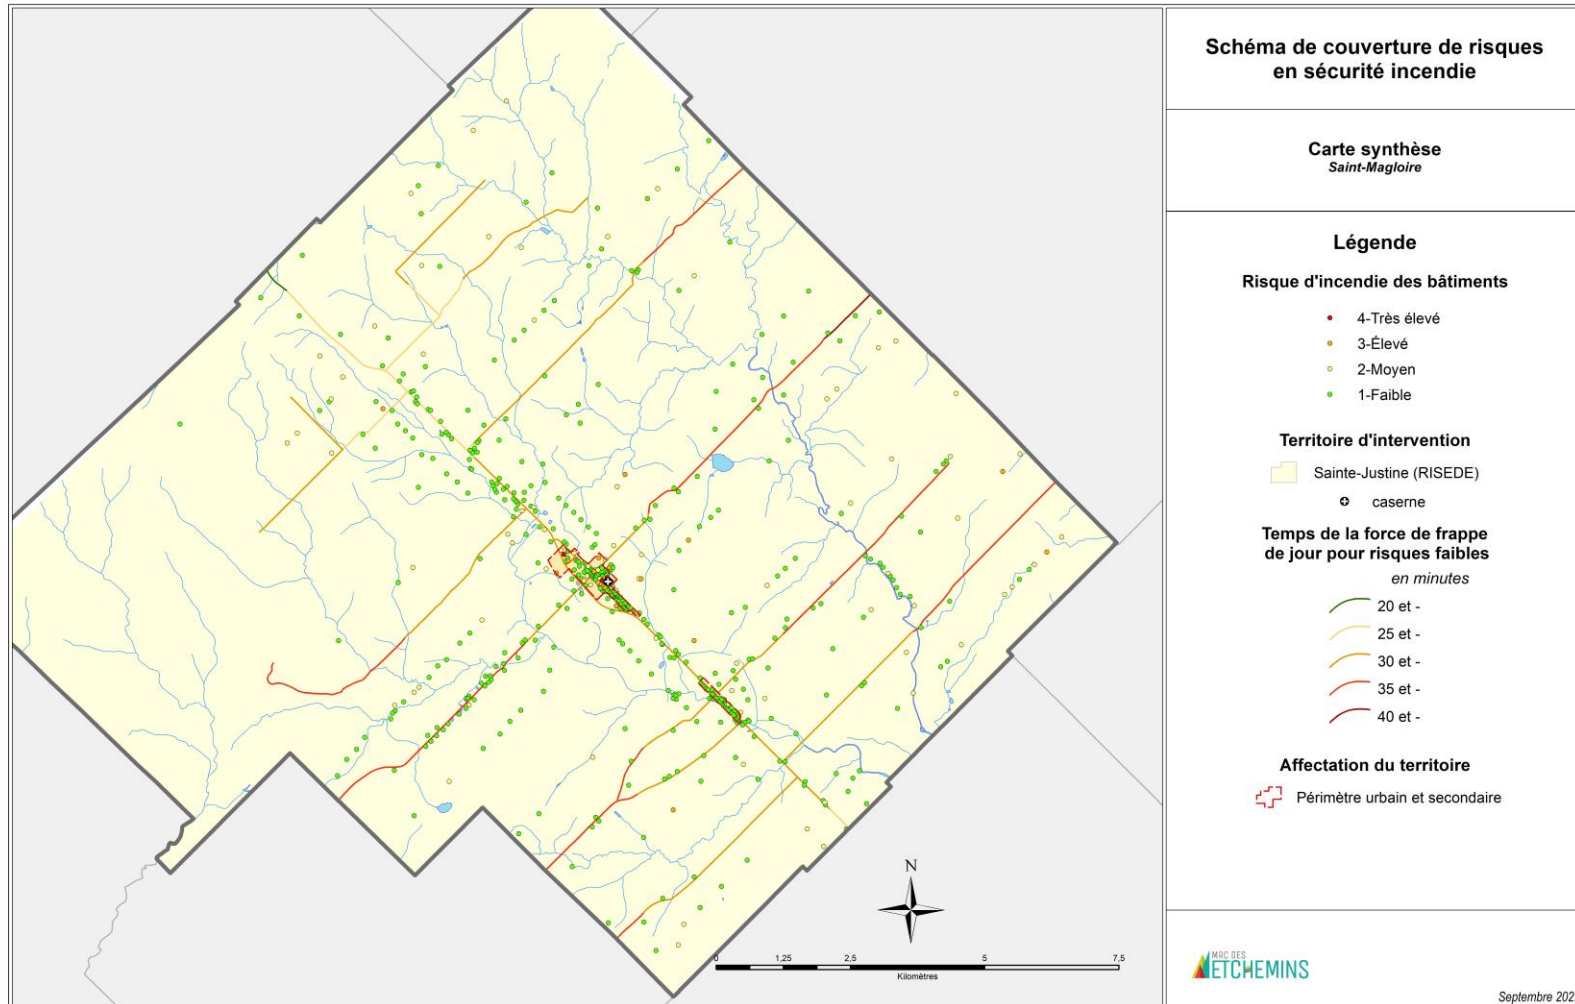 Schéma de couverture de risques
en sécurité incendie
Carte synthèse
Saint-Magloire
Légende
Risque d'incendie des bâtiments
4-Très élevé
3-Élevé
2-Moyen
1-Faible
Territoire d'intervention
Sainte-Justine (RISEDE)
caserne
Temps de la force de frappe
de jour pour risques faibles
en minutes
20 et -
25 et -
30 et -
35 et -
40 et -
Affectation du territoire
Périmètre urbain et secondaire
N
0 1,25 2,5 5 7,5
Kilomètres
MRC DES
ETCHEMINS
Septembre 202